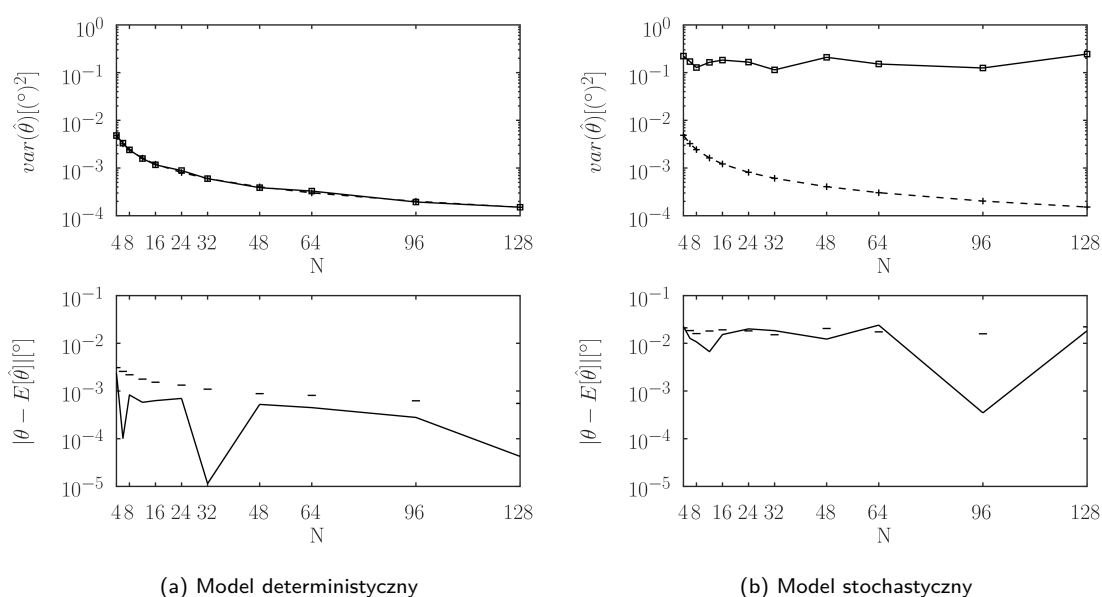 var(θ̂)[(°)²]
10⁰
10⁻¹
10⁻²
10⁻³
10⁻⁴
4 8 16 24 32 48 64 96 128
N
var(θ̂)[(°)²]
10⁰
10⁻¹
10⁻²
10⁻³
10⁻⁴
4 8 16 24 32 48 64 96 128
N
|θ − E[θ̂]|[°]
10⁻¹
10⁻²
10⁻³
10⁻⁴
10⁻⁵
4 8 16 24 32 48 64 96 128
N
|θ − E[θ̂]|[°]
10⁻¹
10⁻²
10⁻³
10⁻⁴
10⁻⁵
4 8 16 24 32 48 64 96 128
N
(a) Model deterministyczny
(b) Model stochastyczny